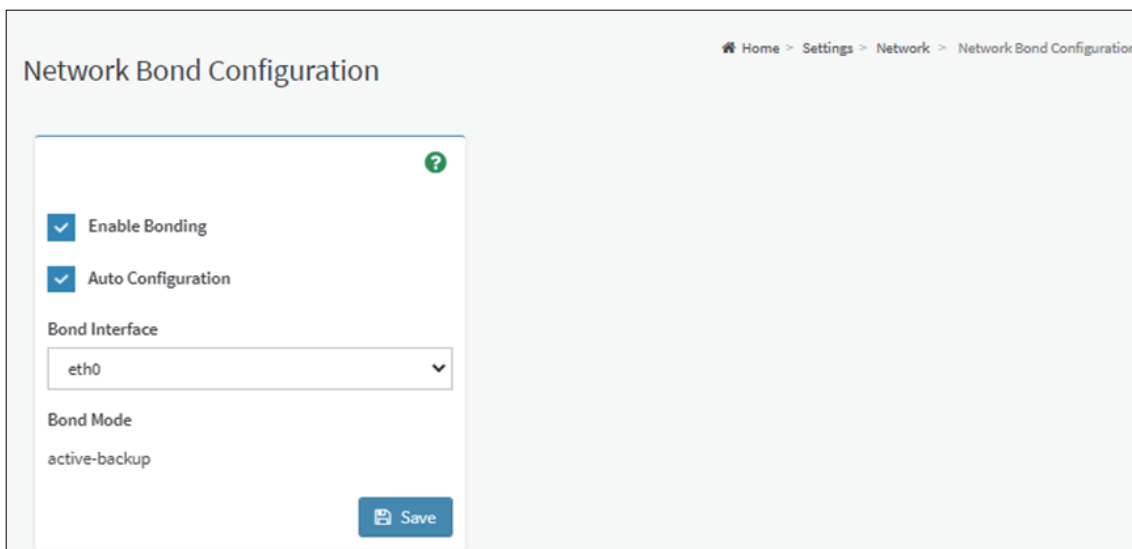 Home > Settings > Network > Network Bond Configuration
Network Bond Configuration
?
Enable Bonding
Auto Configuration
Bond Interface
eth0
Bond Mode
active-backup
Save